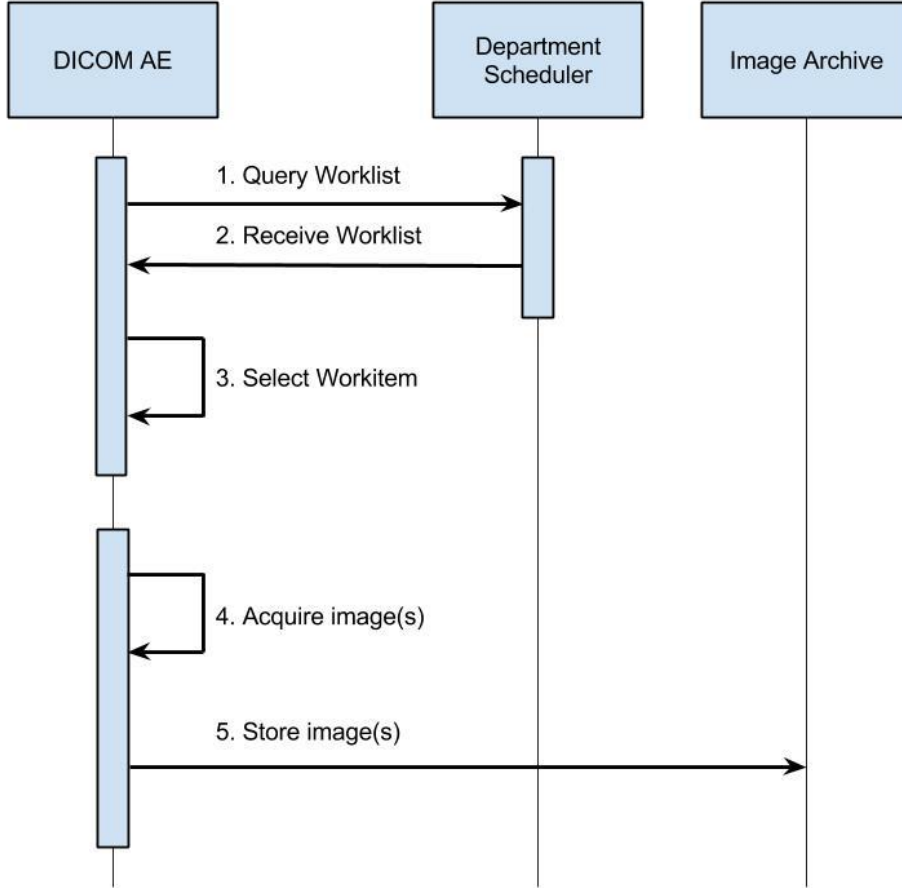 DICOM AE
Department
Scheduler
Image Archive
1. Query Worklist
2. Receive Worklist
3. Select Workitem
4. Acquire image(s)
5. Store image(s)